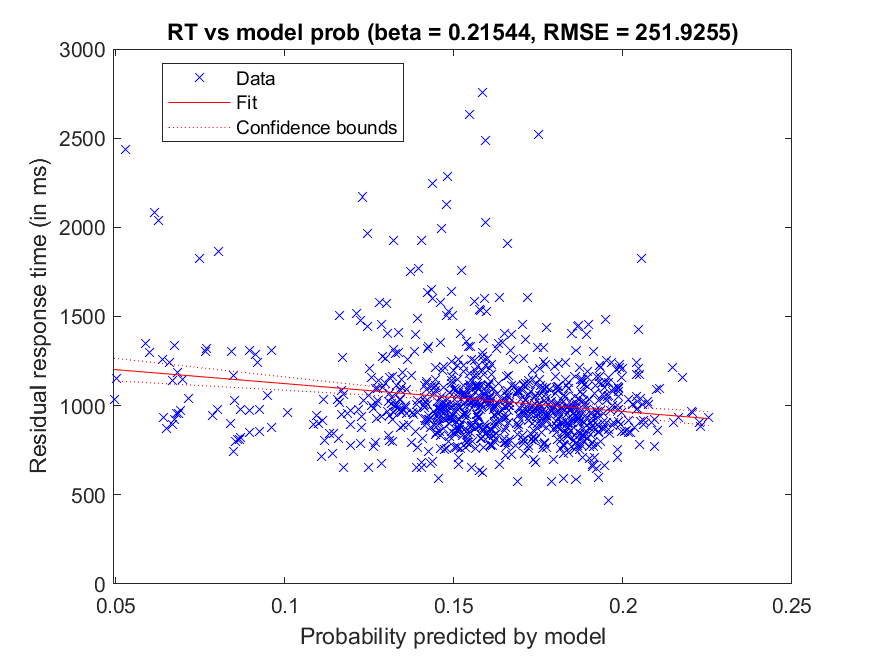 RT vs model prob (beta = 0.21544, RMSE = 251.9255)
3000
2500
2000
1500
1000
500
0
Residual response time (in ms)
Data
Fit
Confidence bounds
0.05
0.1
0.15
0.2
0.25
Probability predicted by model